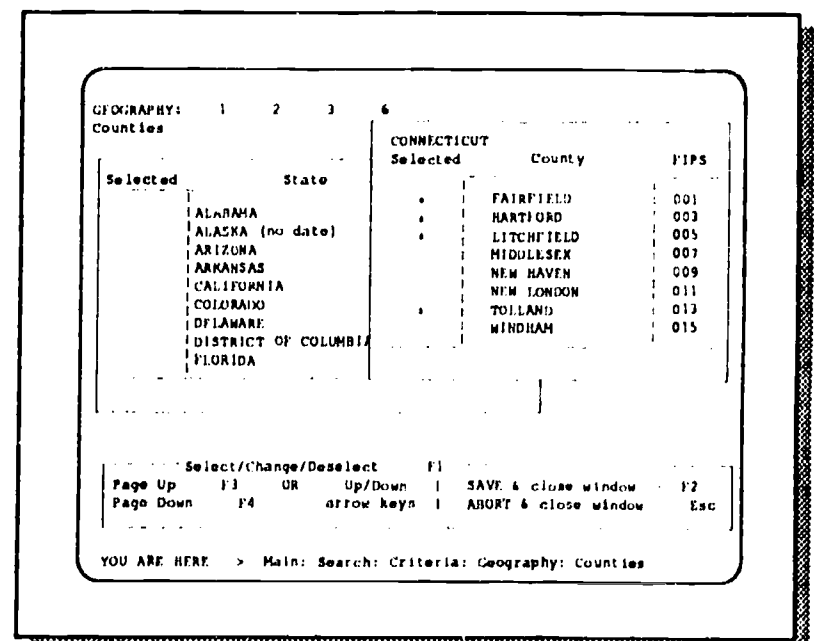 GEOGRAPHY: 1 2 3 6
Counties
Selected State
ALABAMA
ALASKA (no date)
ARIZONA
ARKANSAS
CALIFORNIA
COLORADO
DELAWARE
DISTRICT OF COLUMBIA
FLORIDA
CONNECTICUT
Selected County FIPS
* FAIRFIELD 001
* HARTFORD 003
* LITCHFIELD 005
MIDDLESEX 007
NEW HAVEN 009
NEW LONDON 011
* TOLLAND 013
WINDHAM 015
Select/Change/Deselect F1
Page Up F3 OR Up/Down | SAVE & close window F2
Page Down F4 arrow keys | ABORT & close window Esc
YOU ARE HERE > Main: Search: Criteria: Geography: Counties